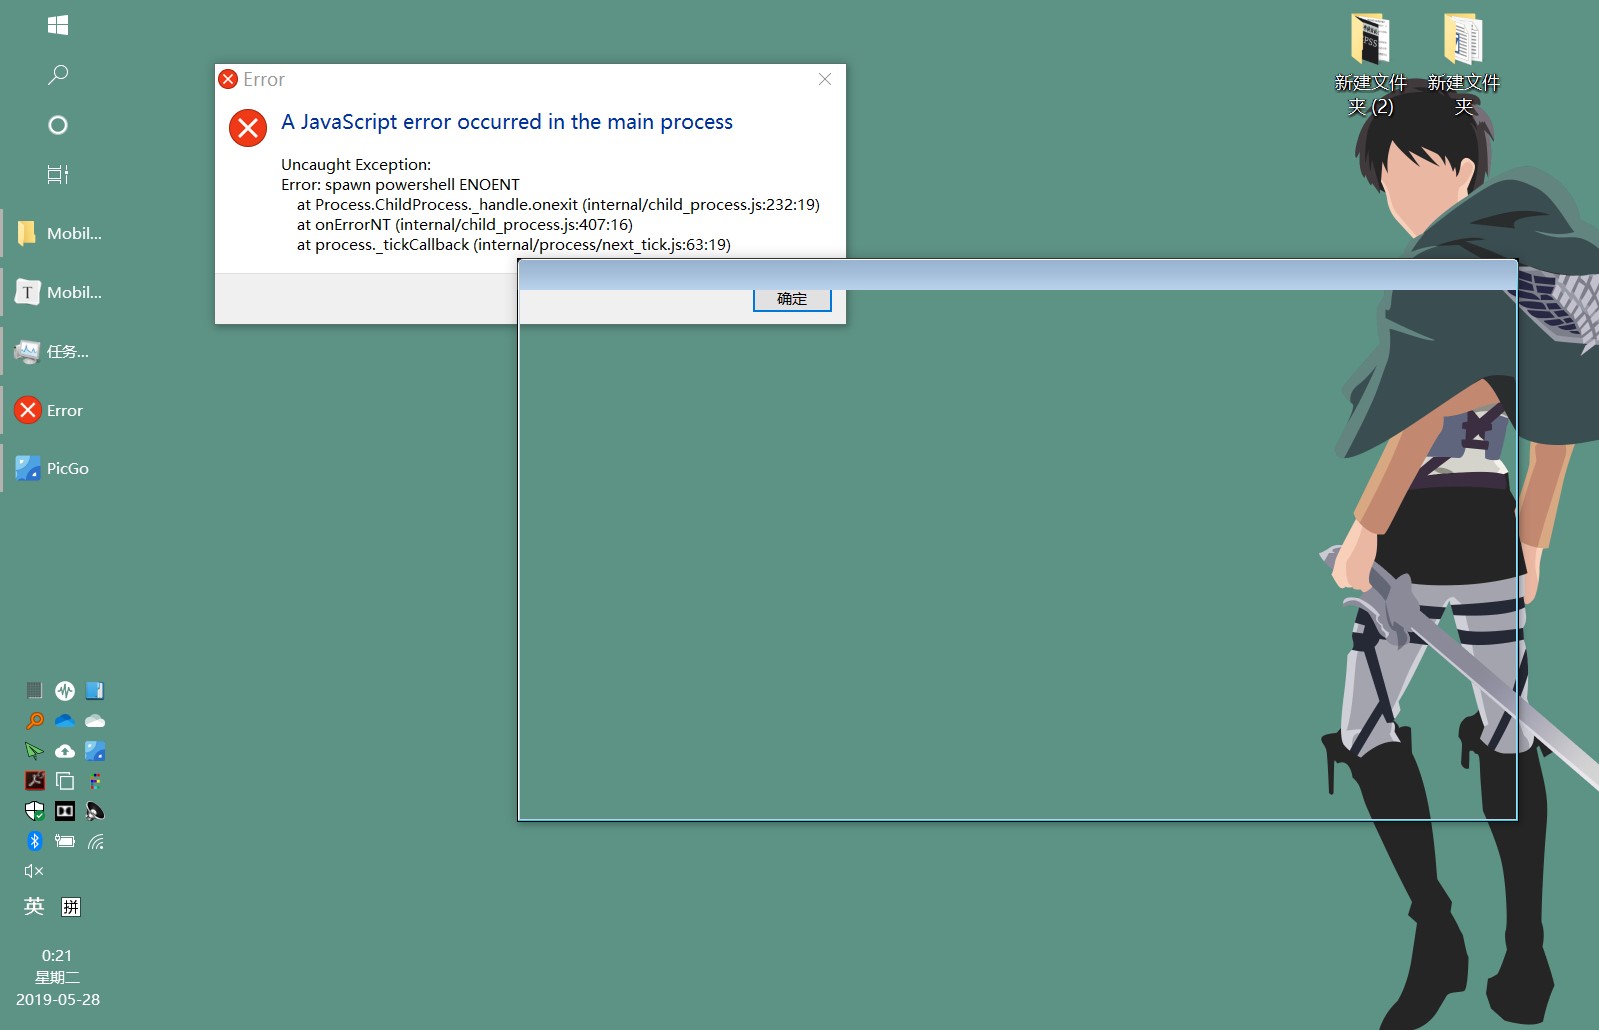 Error
A JavaScript error occurred in the main process
Uncaught Exception:
Error: spawn powershell ENOENT
at Process.ChildProcess._handle.onexit (internal/child_process.js:232:19)
at onErrorNT (internal/child_process.js:407:16)
at process._tickCallback (internal/process/next_tick.js:63:19)
确定
新建文件
夹 (2)
新建文件
夹
Mobil...
T
Mobil...
任务...
Error
PicGo
英 拼
0:21
星期二
2019-05-28